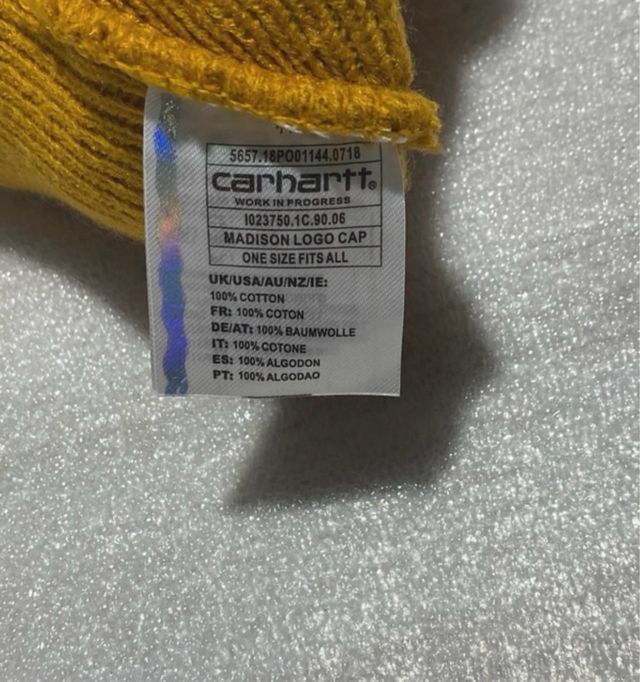 5657.18PO01144.0718
carhartt®
WORK IN PROGRESS
I023750.1C.90.06
MADISON LOGO CAP
ONE SIZE FITS ALL
UK/USA/AU/NZ/IE:
100% COTTON
FR: 100% COTON
DE/AT: 100% BAUMWOLLE
IT: 100% COTONE
ES: 100% ALGODON
PT: 100% ALGODAO